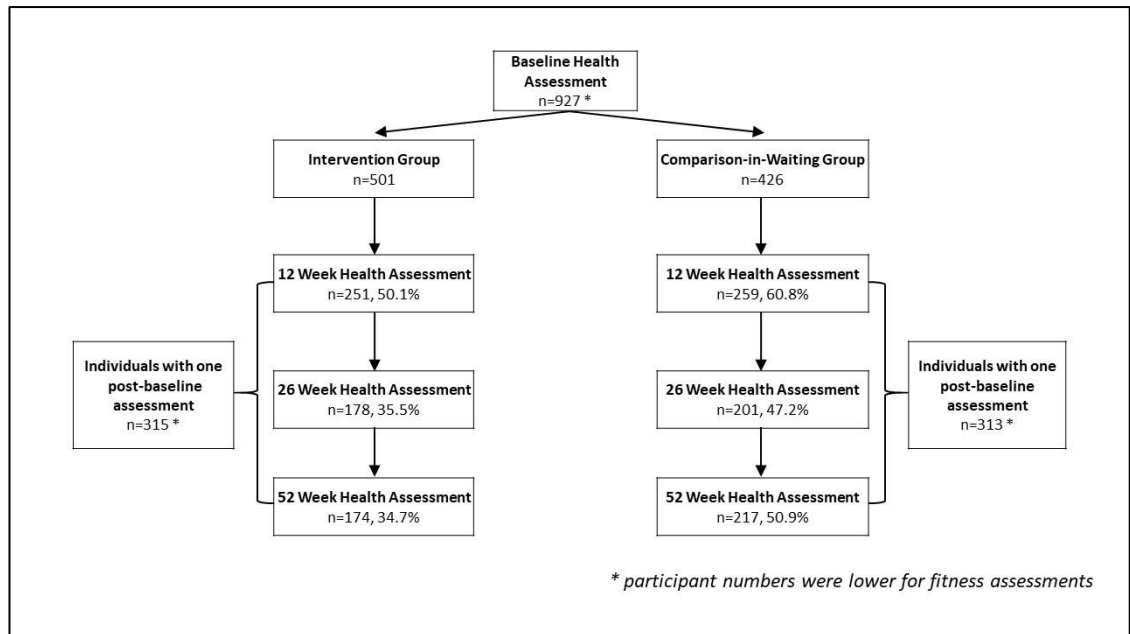 Baseline Health
Assessment
n=927 *
Intervention Group
n=501
Comparison-in-Waiting Group
n=426
12 Week Health Assessment
n=251, 50.1%
12 Week Health Assessment
n=259, 60.8%
Individuals with one
post-baseline
assessment
n=315 *
26 Week Health Assessment
n=178, 35.5%
26 Week Health Assessment
n=201, 47.2%
Individuals with one
post-baseline
assessment
n=313 *
52 Week Health Assessment
n=174, 34.7%
52 Week Health Assessment
n=217, 50.9%
* participant numbers were lower for fitness assessments